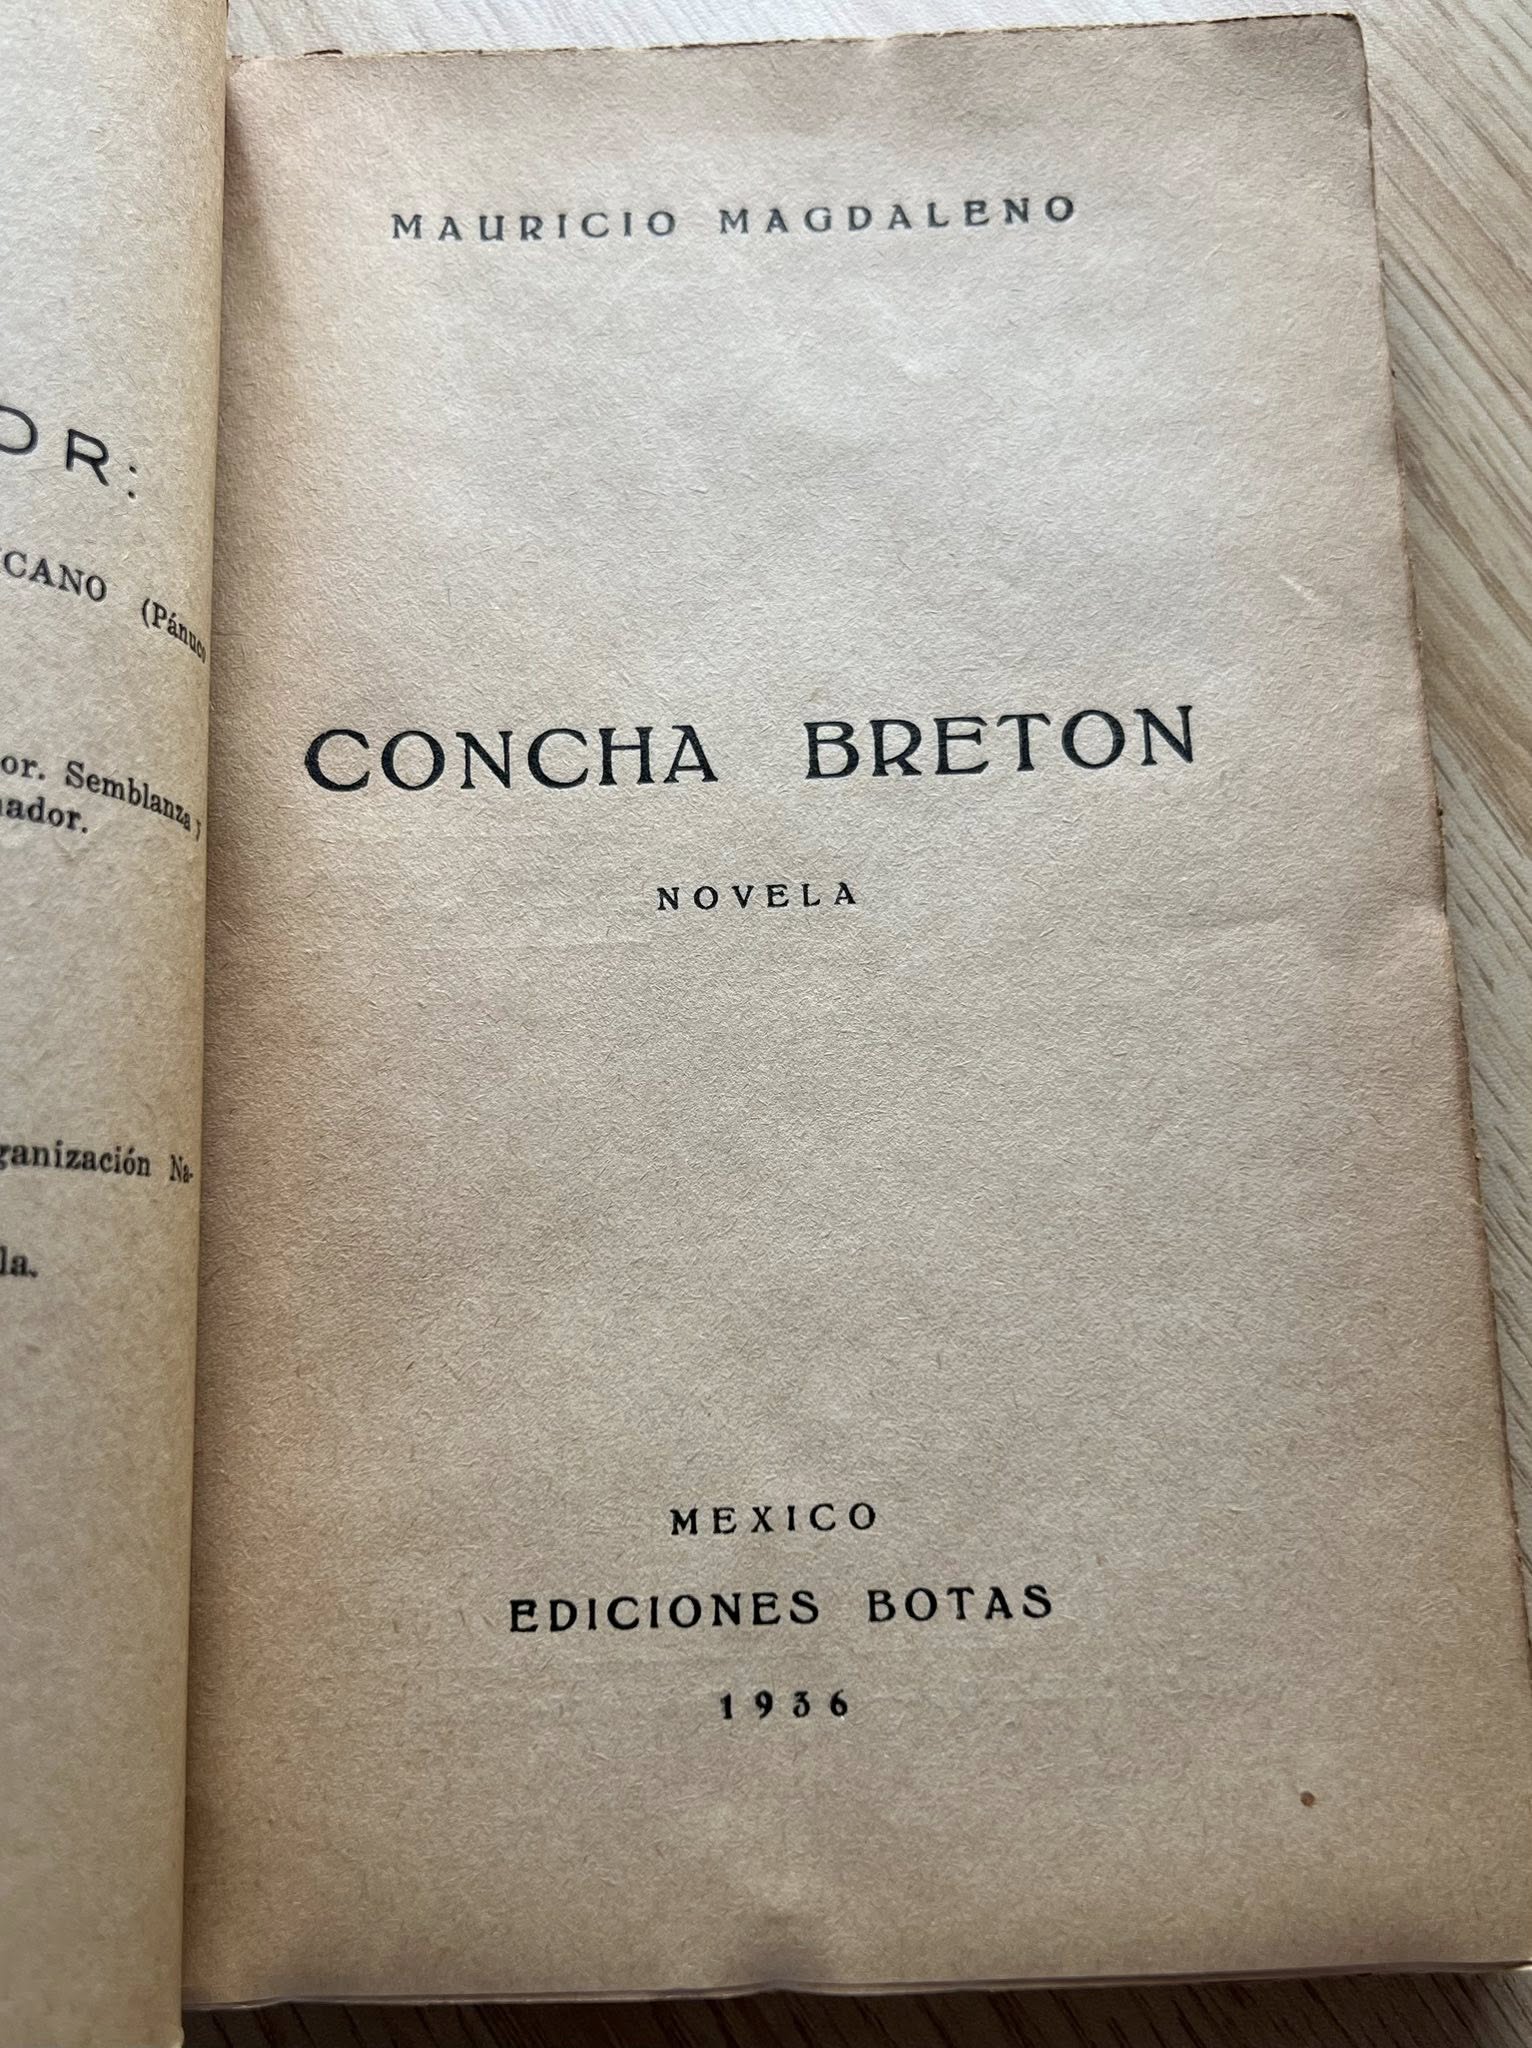 OR:
CANO (Pánuco
or. Semblanza y
ador.
ganización Na-
la.
MAURICIO MAGDALENO
CONCHA BRETON
NOVELA
MEXICO
EDICIONES BOTAS
1936